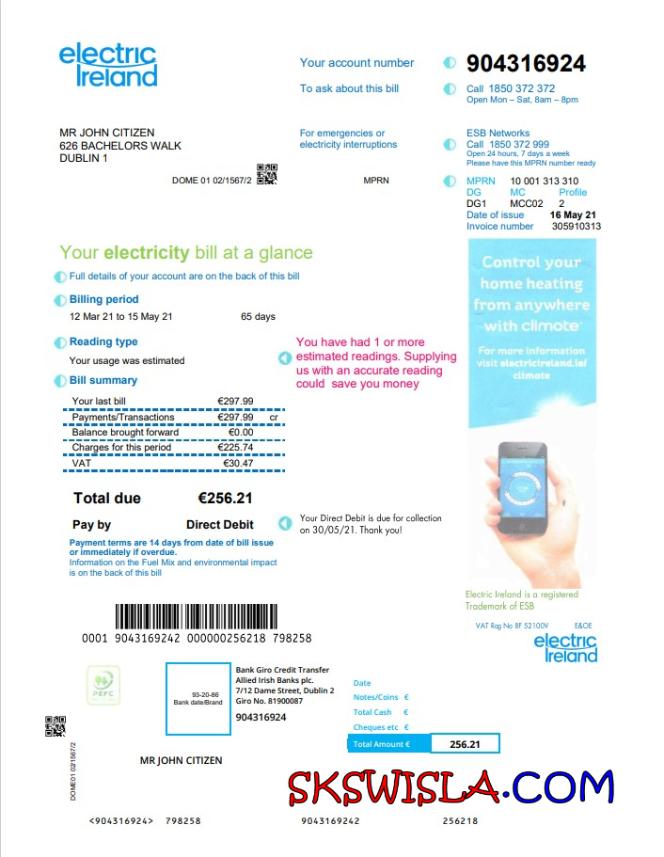 electric
Ireland
Your account number
904316924
To ask about this bill
Call 1850 372 372
Open Mon – Sat, 8am – 8pm
MR JOHN CITIZEN
626 BACHELORS WALK
DUBLIN 1
For emergencies or
electricity interruptions
ESB Networks
Call 1850 372 999
Open 24 hours, 7 days a week
Please have this MPRN number ready
DOME 01 02/1567/2
MPRN
MPRN 10 001 313 310
DG MC Profile
DG1 MCC02 2
Date of issue 16 May 21
Invoice number 305910313
Your electricity bill at a glance
Full details of your account are on the back of this bill
Billing period
12 Mar 21 to 15 May 21 65 days
Reading type
Your usage was estimated
You have had 1 or more
estimated readings. Supplying
us with an accurate reading
could save you money
Bill summary
Your last bill €297.99
Payments/Transactions €297.99 cr
Balance brought forward €0.00
Charges for this period €225.74
VAT €30.47
Total due €256.21
Pay by Direct Debit
Your Direct Debit is due for collection
on 30/05/21. Thank you!
Payment terms are 14 days from date of bill issue
or immediately if overdue.
Information on the Fuel Mix and environmental impact
is on the back of this bill
Control your
home heating
from anywhere
with climote
For more information
visit electricireland.ie/
climote
Electric Ireland is a registered
Trademark of ESB
VAT Reg No 8F 52100V E&OE
electric
Ireland
0001 9043169242 000000256218 798258
PEFC
93-20-86
Bank date/Brand
Bank Giro Credit Transfer
Allied Irish Banks plc.
7/12 Dame Street, Dublin 2
Giro No. 81900087
904316924
Date
Notes/Coins €
Total Cash €
Cheques etc €
Total Amount € 256.21
DOME01 02/1567/2
MR JOHN CITIZEN
SKSWISLA.COM
<904316924> 798258 9043169242 256218